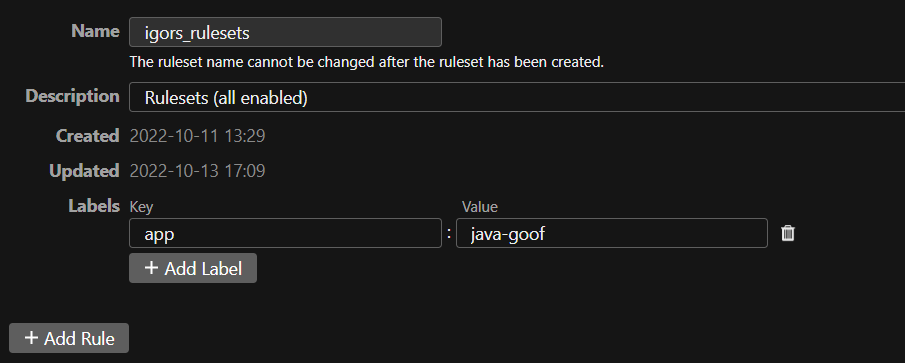 Name igors_rulesets
The ruleset name cannot be changed after the ruleset has been created.
Description Rulesets (all enabled)
Created 2022-10-11 13:29
Updated 2022-10-13 17:09
Labels Key Value
app : java-goof
+ Add Label
+ Add Rule